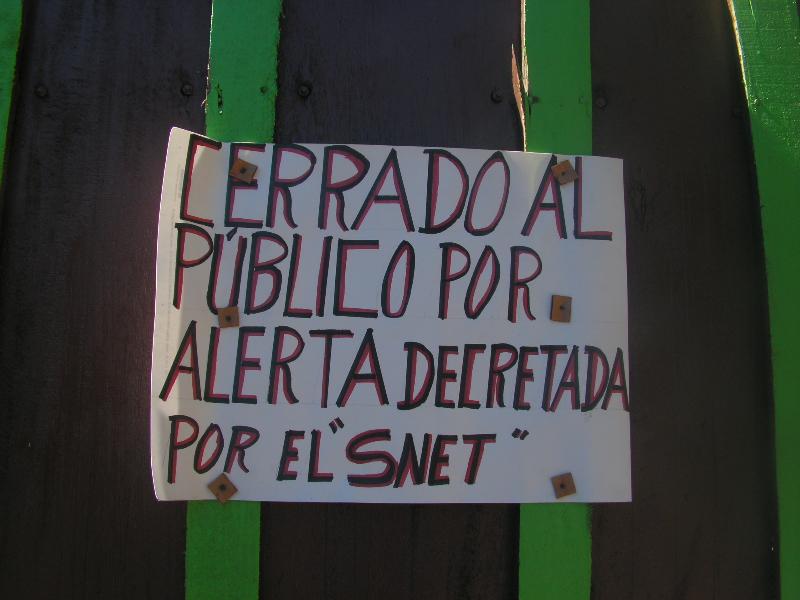 CERRADO AL
PÚBLICO POR
ALERTA DECRETADA
POR EL "SNET"